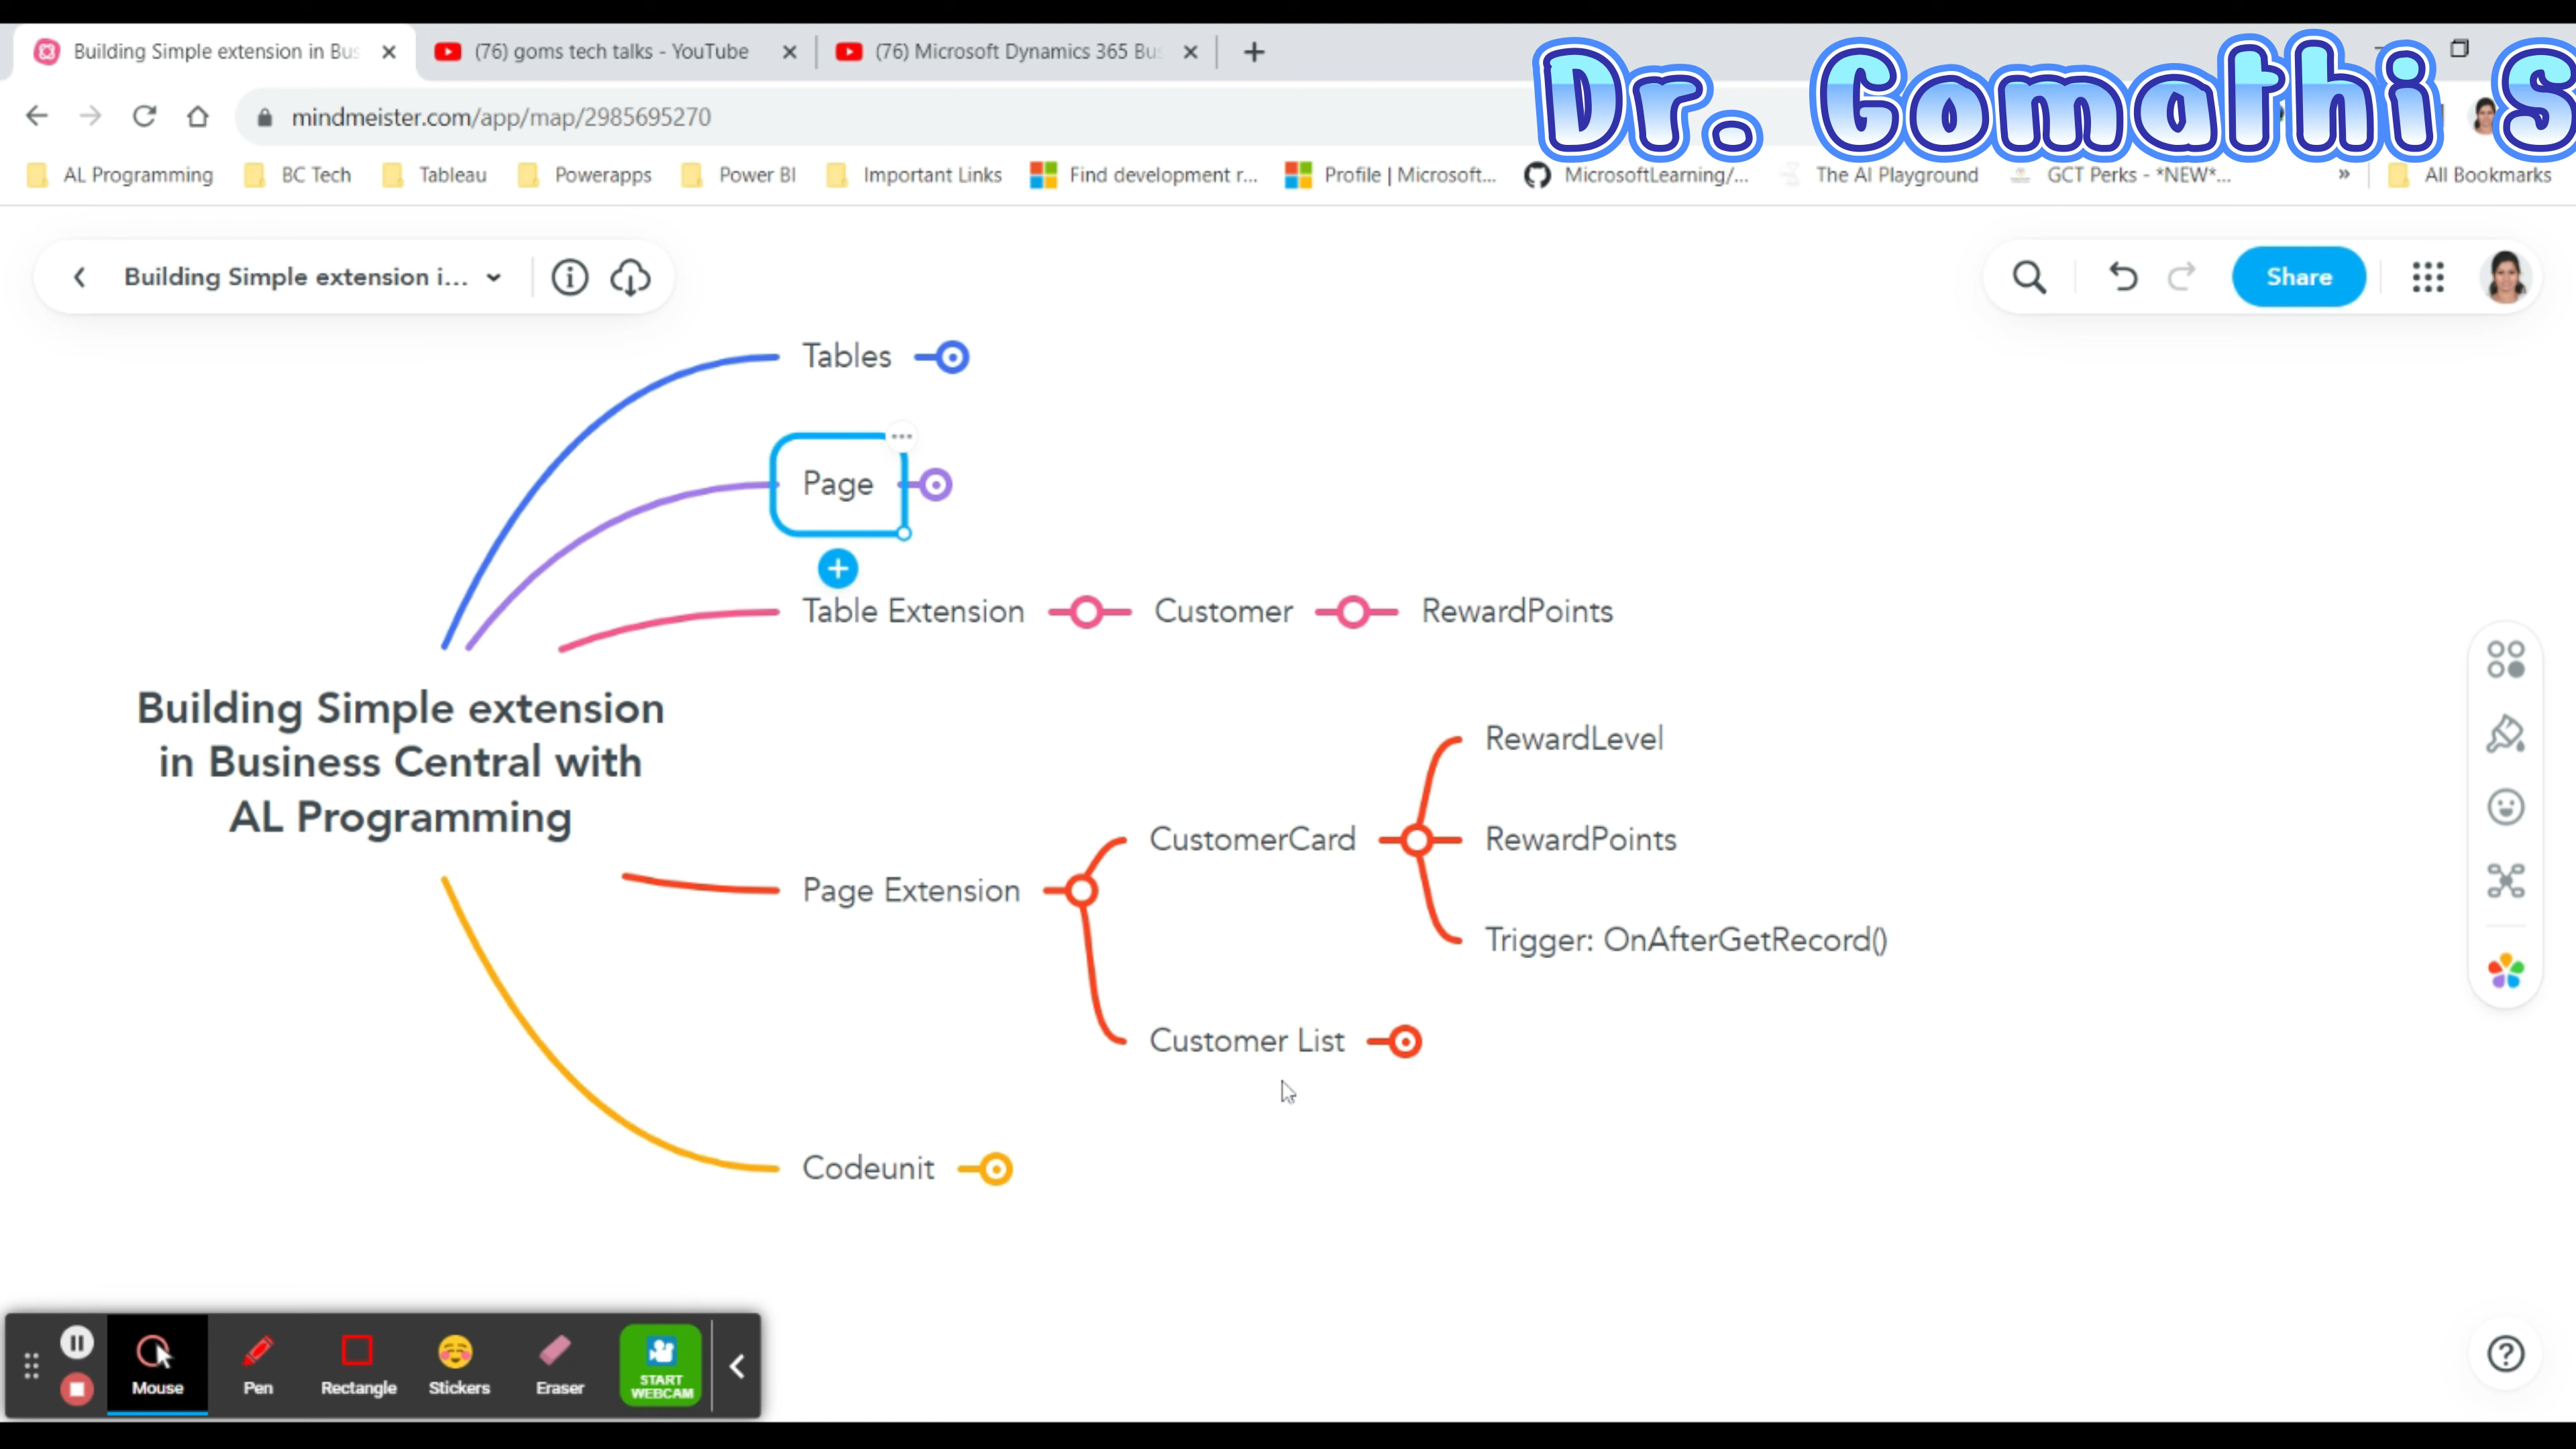 Building Simple extension in Bus
(76) goms tech talks - YouTube
(76) Microsoft Dynamics 365 Bus
Dr. Gomathi S
mindmeister.com/app/map/2985695270
AL Programming
BC Tech
Tableau
Powerapps
Power BI
Important Links
Find development r...
Profile | Microsoft...
MicrosoftLearning/...
The AI Playground
GCT Perks - *NEW*...
»
All Bookmarks
Building Simple extension i...
Share
Tables
Page
Table Extension
Customer
RewardPoints
Building Simple extension
in Business Central with
AL Programming
RewardLevel
CustomerCard
RewardPoints
Page Extension
Trigger: OnAfterGetRecord()
Customer List
Codeunit
Mouse
Pen
Rectangle
Stickers
Eraser
START
WEBCAM